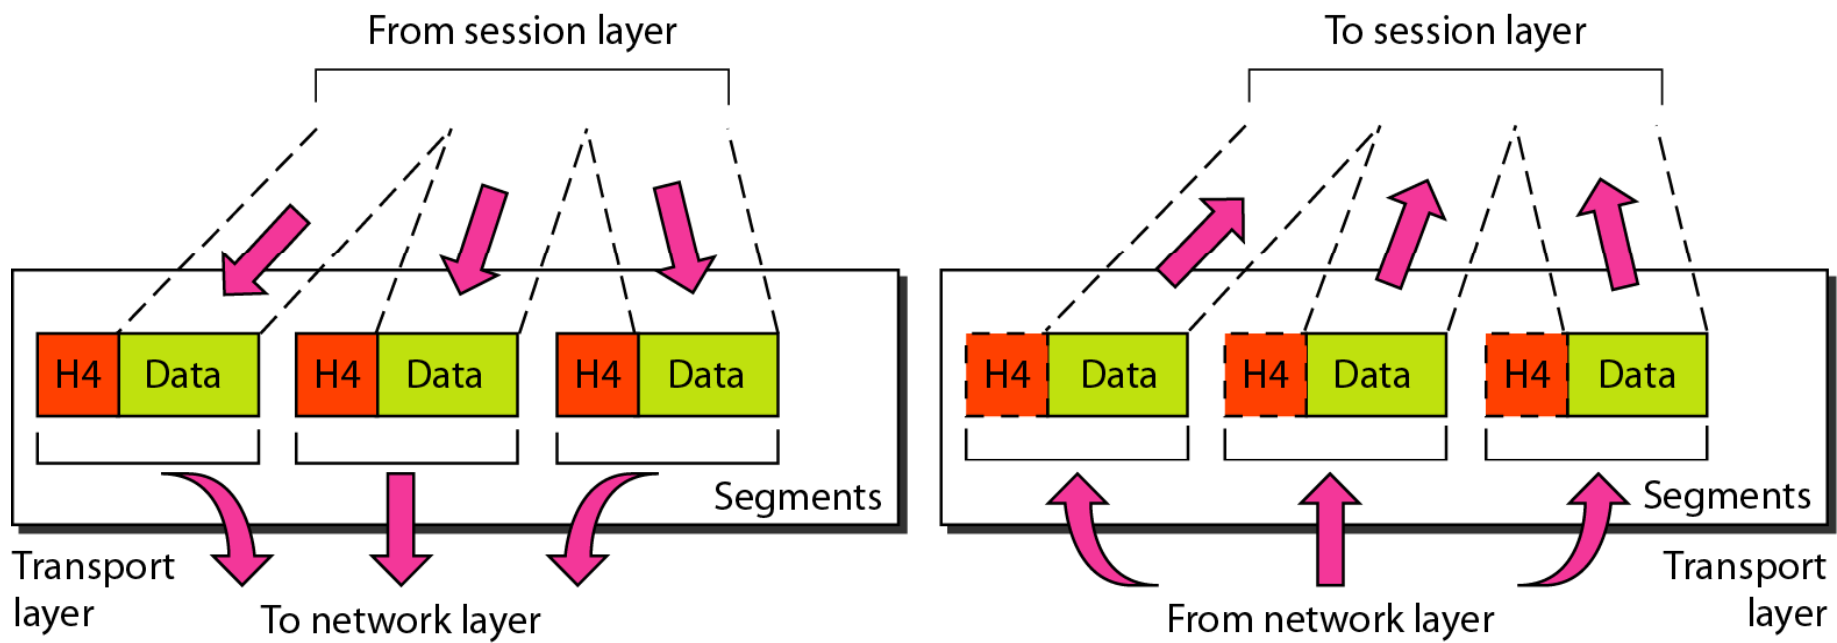 From session layer
H4 Data H4 Data H4 Data
Segments
Transport
layer
To network layer
To session layer
H4 Data H4 Data H4 Data
Segments
Transport
layer
From network layer